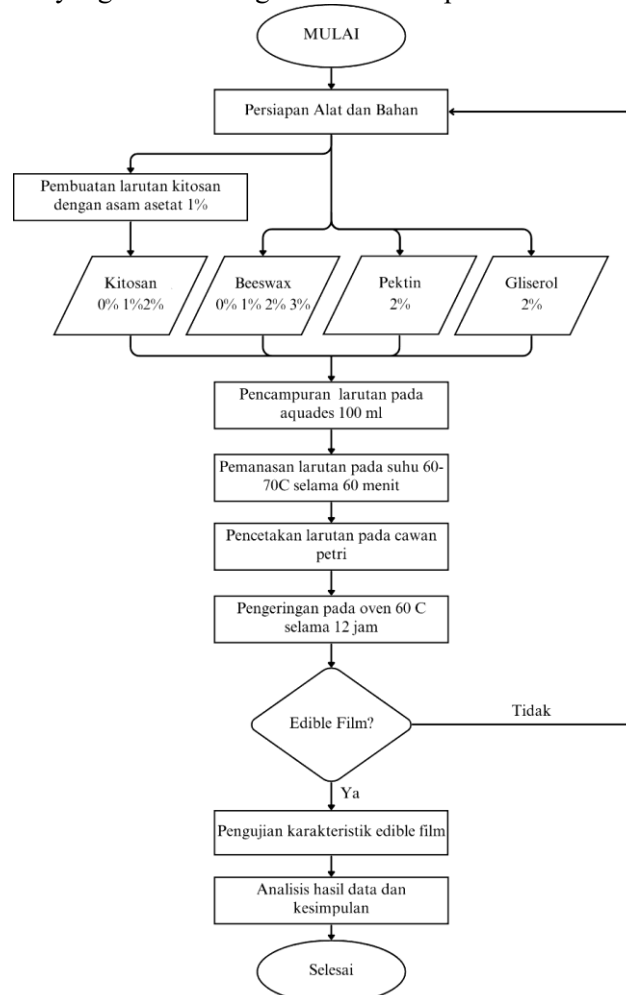 MULAI
Persiapan Alat dan Bahan
Pembuatan larutan kitosan
dengan asam asetat 1%
Kitosan
0% 1%2%
Beeswax
0% 1% 2% 3%
Pektin
2%
Gliserol
2%
Pencampuran larutan pada
aquades 100 ml
Pemanasan larutan pada suhu 60-
70C selama 60 menit
Pencetakan larutan pada cawan
petri
Pengeringan pada oven 60 C
selama 12 jam
Edible Film?
Tidak
Ya
Pengujian karakteristik edible film
Analisis hasil data dan
kesimpulan
Selesai